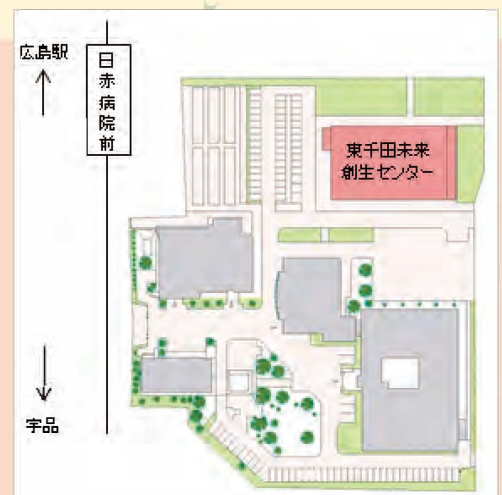 広島駅
日赤病院前
東千田未来
創生センター
宇品